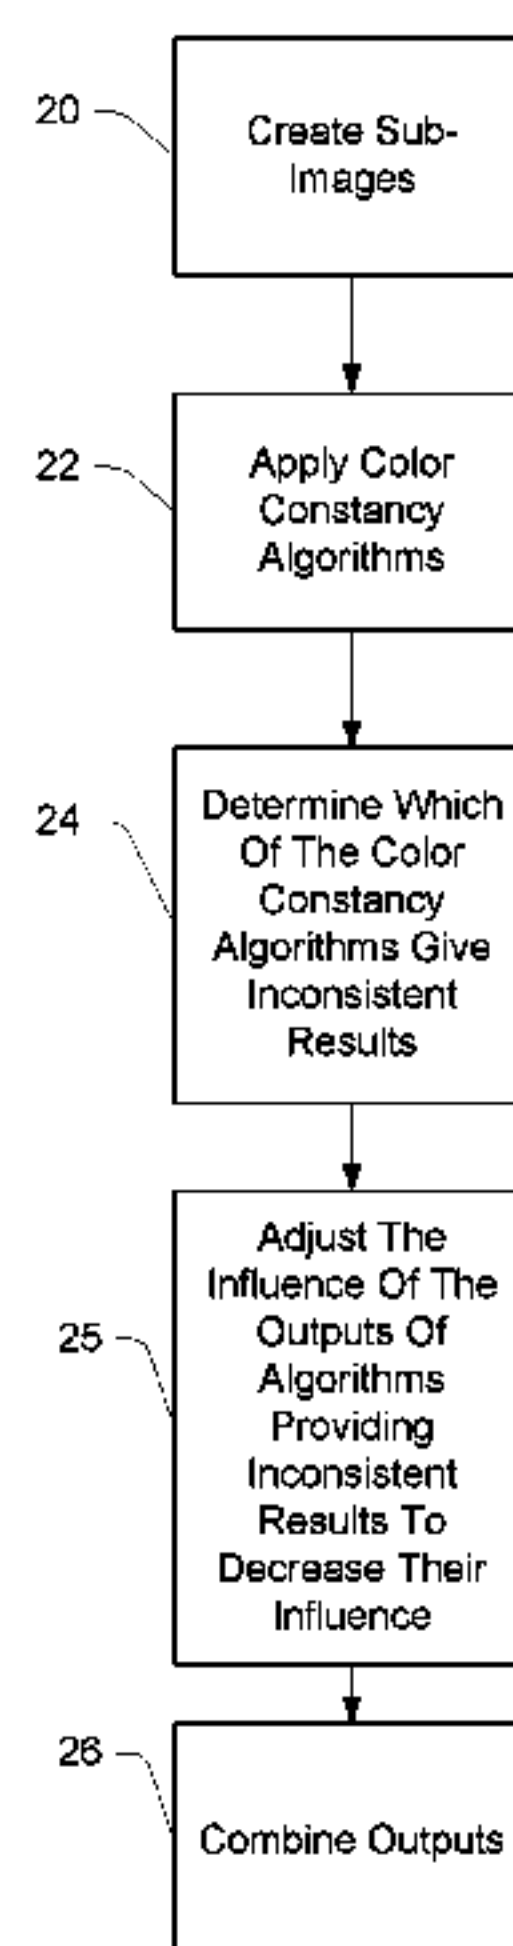 20
Create Sub-
Images
22
Apply Color
Constancy
Algorithms
24
Determine Which
Of The Color
Constancy
Algorithms Give
Inconsistent
Results
25
Adjust The
Influence Of The
Outputs Of
Algorithms
Providing
Inconsistent
Results To
Decrease Their
Influence
26
Combine Outputs